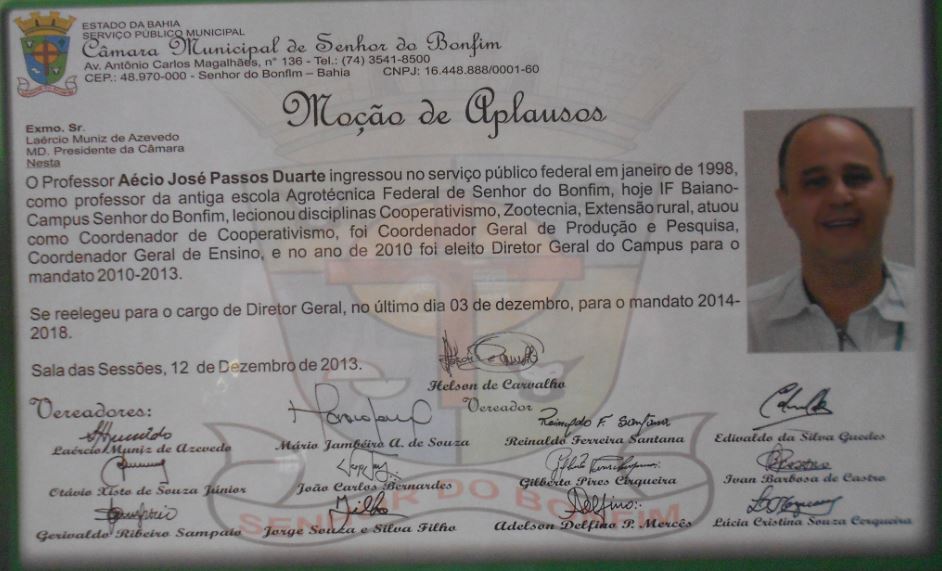 ESTADO DA BAHIA
SERVIÇO PÚBLICO MUNICIPAL
Câmara Municipal de Senhor do Bonfim
Av. Antônio Carlos Magalhães, n° 136 - Tel.: (74) 3541-8500
CEP.: 48.970-000 - Senhor do Bonfim – Bahia CNPJ: 16.448.888/0001-60
Moção de Aplausos
Exmo. Sr.
Laércio Muniz de Azevedo
MD. Presidente da Câmara
Nesta
O Professor Aécio José Passos Duarte ingressou no serviço público federal em janeiro de 1998,
como professor da antiga escola Agrotécnica Federal de Senhor do Bonfim, hoje IF Baiano-
Campus Senhor do Bonfim, lecionou disciplinas Cooperativismo, Zootecnia, Extensão rural, atuou
como Coordenador de Cooperativismo, foi Coordenador Geral de Produção e Pesquisa,
Coordenador Geral de Ensino, e no ano de 2010 foi eleito Diretor Geral do Campus para o
mandato 2010-2013.
Se reelegeu para o cargo de Diretor Geral, no último dia 03 de dezembro, para o mandato 2014-
2018.
Sala das Sessões, 12 de Dezembro de 2013.
Helson de Carvalho
Vereador
Vereadores:
Laércio Muniz de Azevedo Mário Jambeiro A. de Souza Reinaldo Ferreira Santana Edivaldo da Silva Guedes
Otávio Xisto de Souza Júnior João Carlos Bernardes Gilberto Pires Cirqueira Ivan Barbosa de Castro
Gerivaldo Ribeiro Sampaio Jorge Souza e Silva Filho Adelson Delfino P. Mercês Lúcia Cristina Souza Cerqueira
SENHOR DO BONFIM